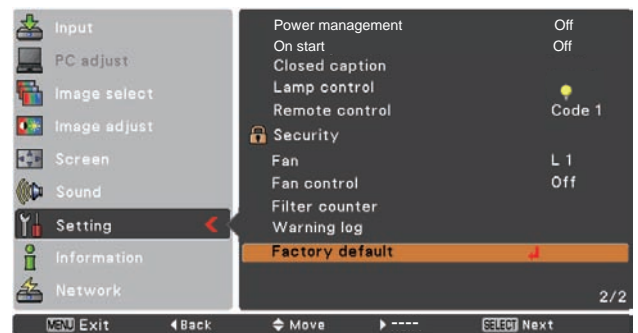 Input
PC adjust
Image select
Image adjust
Screen
Sound
Setting
Information
Network
Power management Off
On start Off
Closed caption
Lamp control
Remote control Code 1
Security
Fan L 1
Fan control Off
Filter counter
Warning log
Factory default
2/2
MENU Exit Back Move ---- SELECT Next